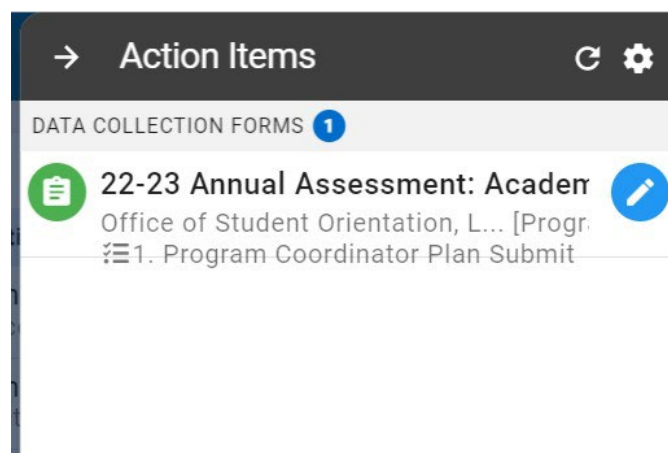 Action Items
DATA COLLECTION FORMS 1
22-23 Annual Assessment: Academ
Office of Student Orientation, L... [Progr
1. Program Coordinator Plan Submit